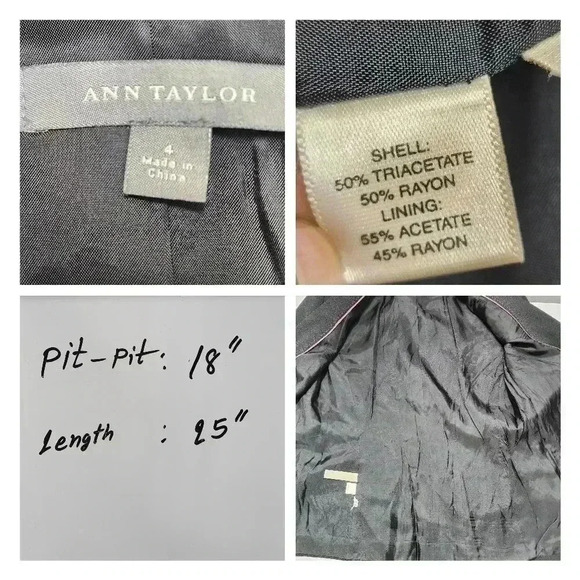 ANN TAYLOR
4
Made in
China
SHELL:
50% TRIACETATE
50% RAYON
LINING:
55% ACETATE
45% RAYON
Pit-Pit: 18"
Length : 25"